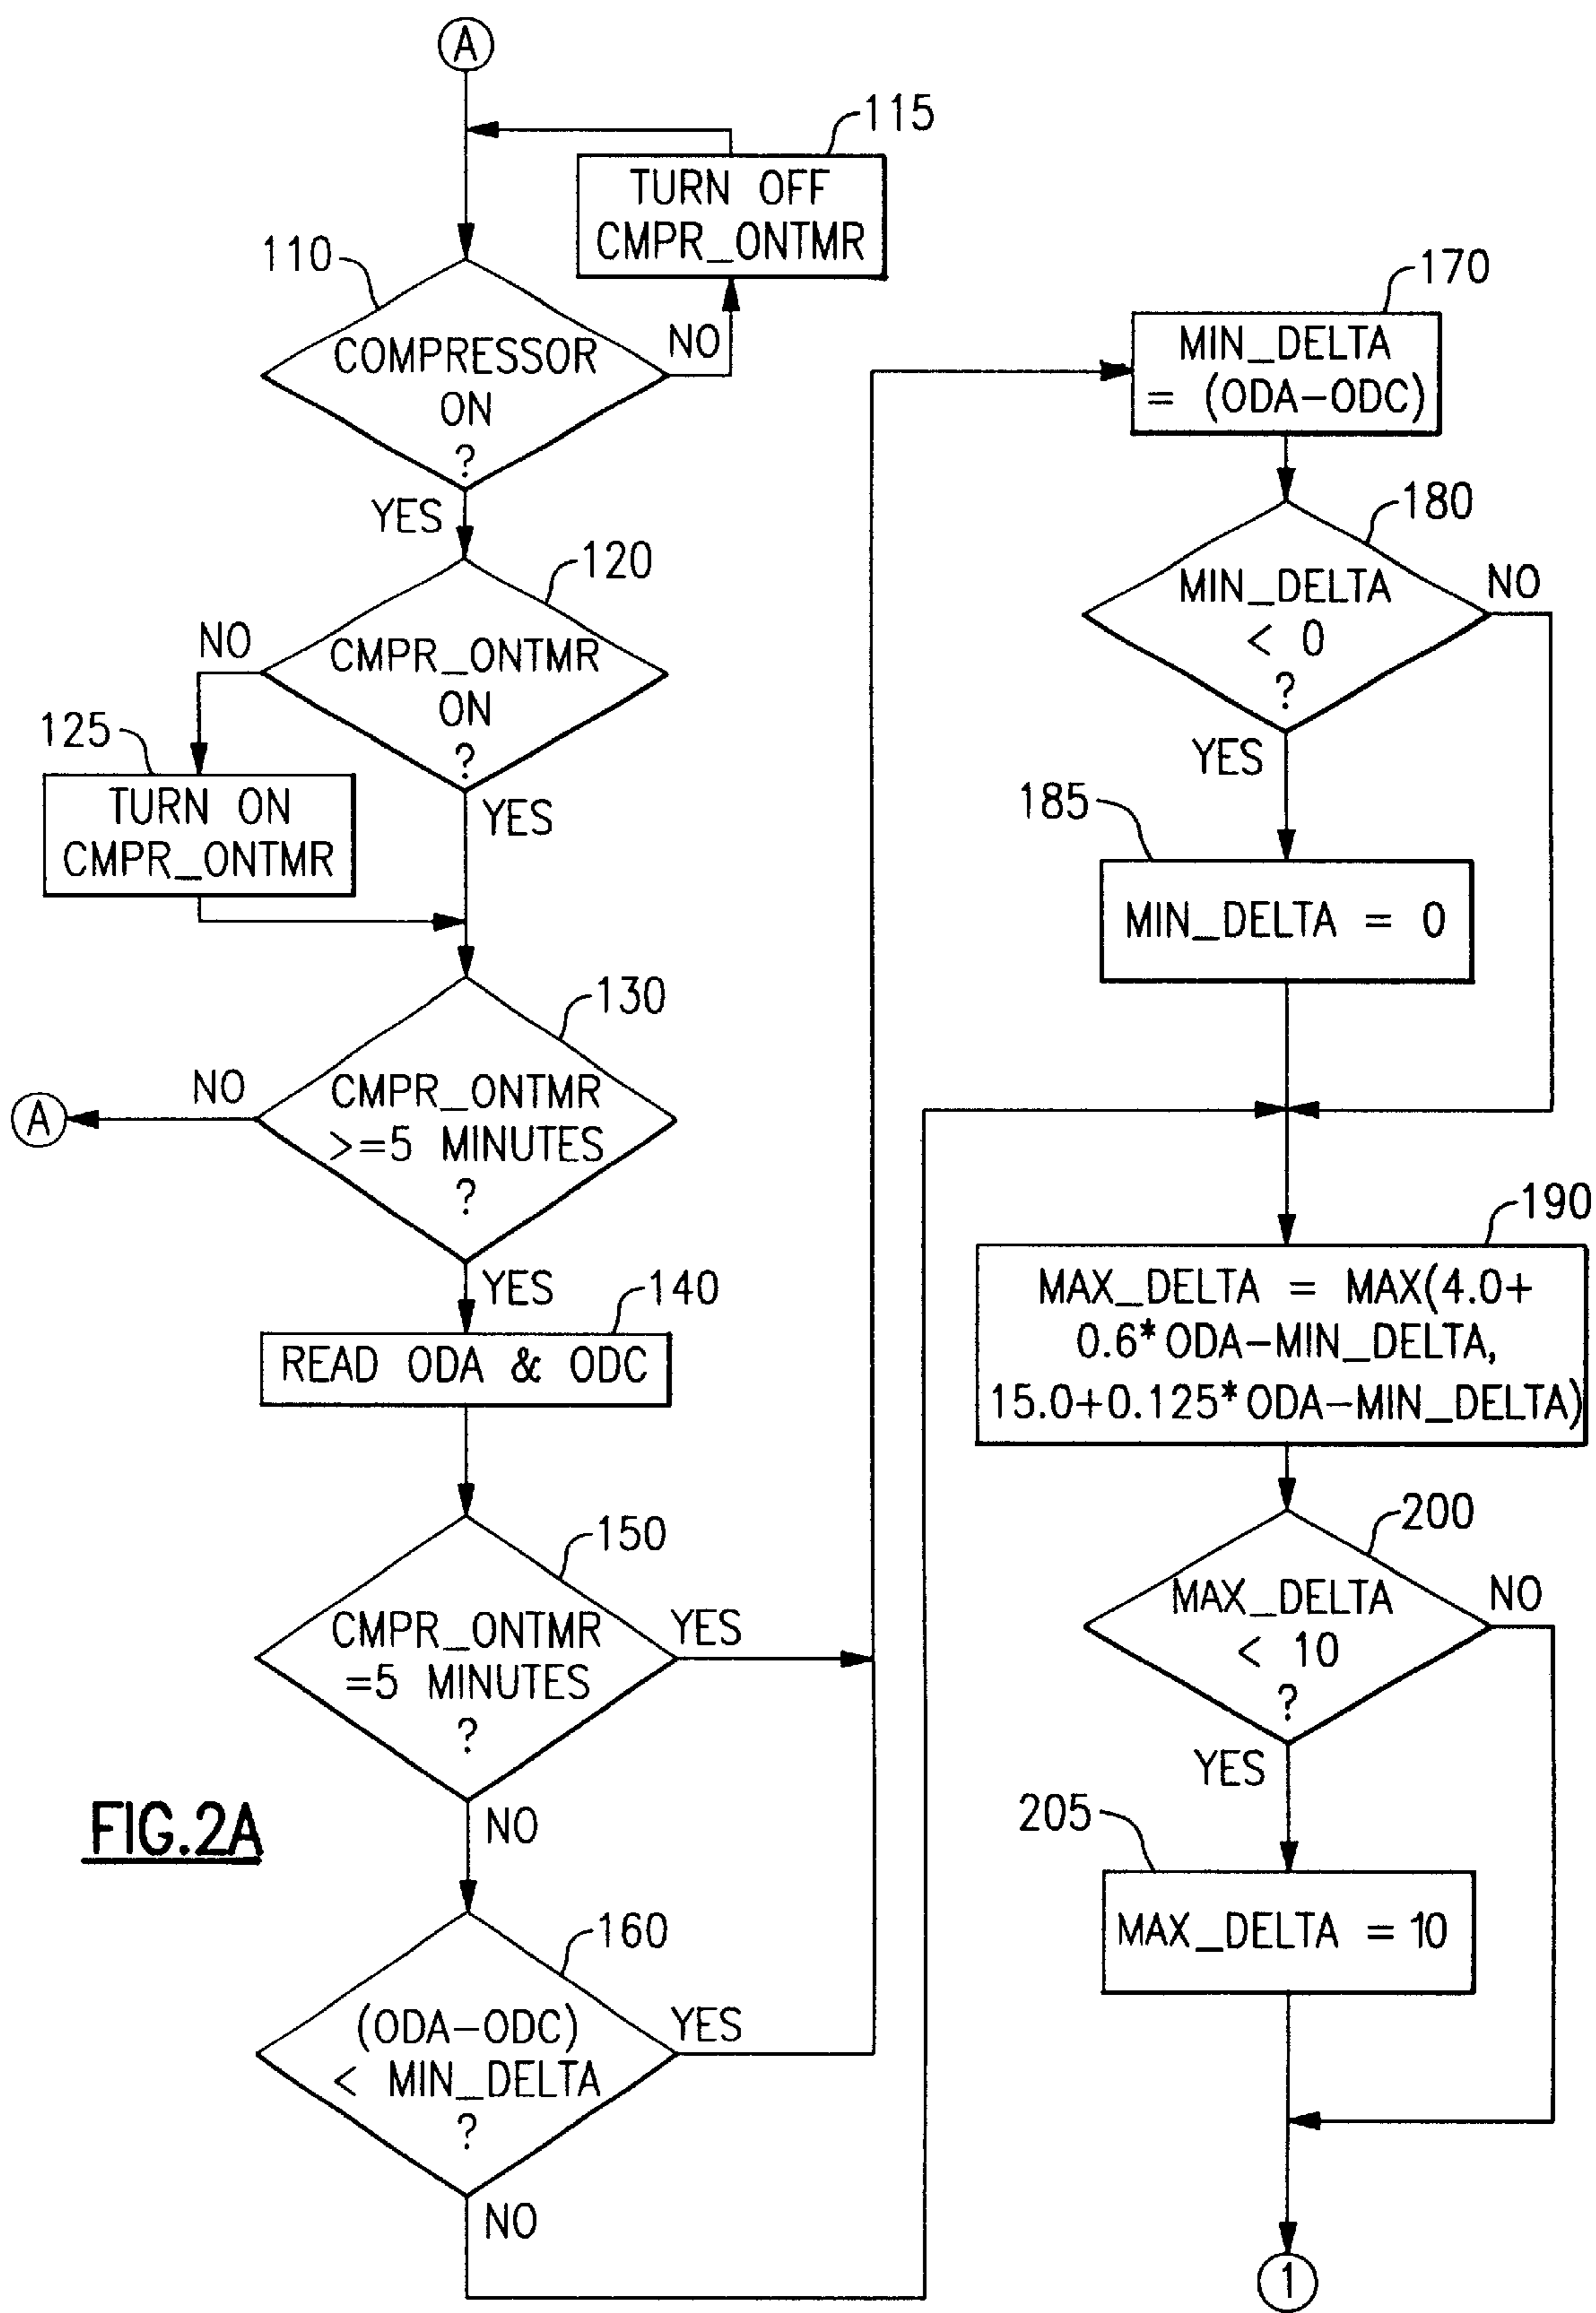 A
115
TURN OFF
CMPR_ONTMR
110
COMPRESSOR
ON
?
NO
YES
120
CMPR_ONTMR
ON
?
NO
125
TURN ON
CMPR_ONTMR
YES
130
CMPR_ONTMR
>=5 MINUTES
?
NO
A
YES
140
READ ODA & ODC
150
CMPR_ONTMR
=5 MINUTES
?
YES
NO
FIG.2A
160
(ODA-ODC)
< MIN_DELTA
?
YES
NO
170
MIN_DELTA
= (ODA-ODC)
180
MIN_DELTA
< 0
?
NO
YES
185
MIN_DELTA = 0
190
MAX_DELTA = MAX(4.0+
0.6* ODA-MIN_DELTA,
15.0+0.125* ODA-MIN_DELTA)
200
MAX_DELTA
< 10
?
NO
YES
205
MAX_DELTA = 10
1